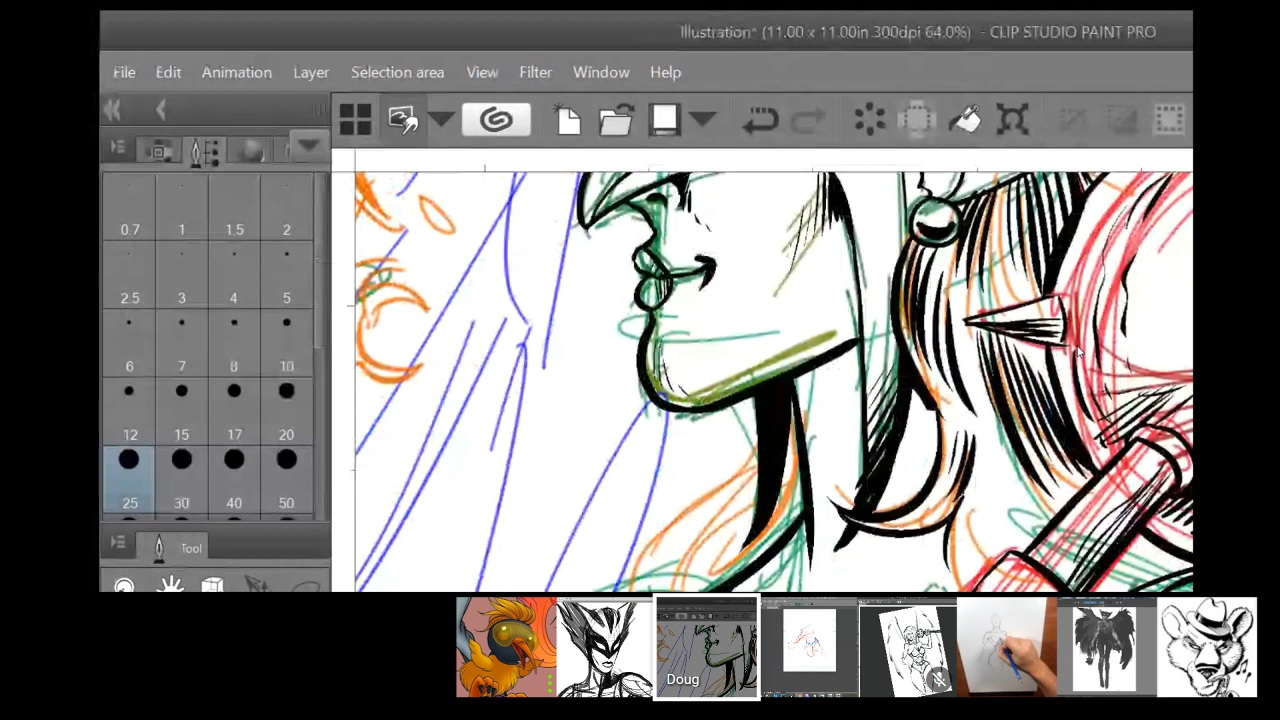 Illustration* (11.00 x 11.00in 300dpi 64.0%) - CLIP STUDIO PAINT PRO
File Edit Animation Layer Selection area View Filter Window Help
0.7 1 1.5 2
2.5 3 4 5
6 7 8 10
12 15 17 20
25 30 40 50
Tool
Doug